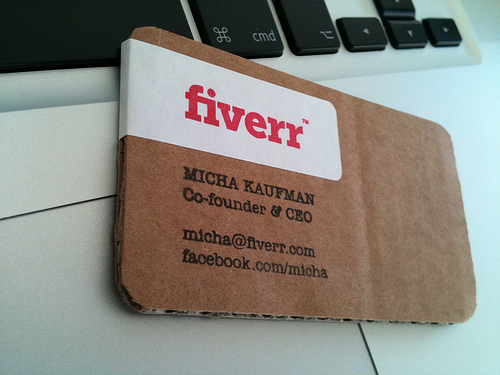 ⌘ cmd ⌥
◄ ▼ ►
fiverr™
MICHA KAUFMAN
Co-founder & CEO
micha@fiverr.com
facebook.com/micha